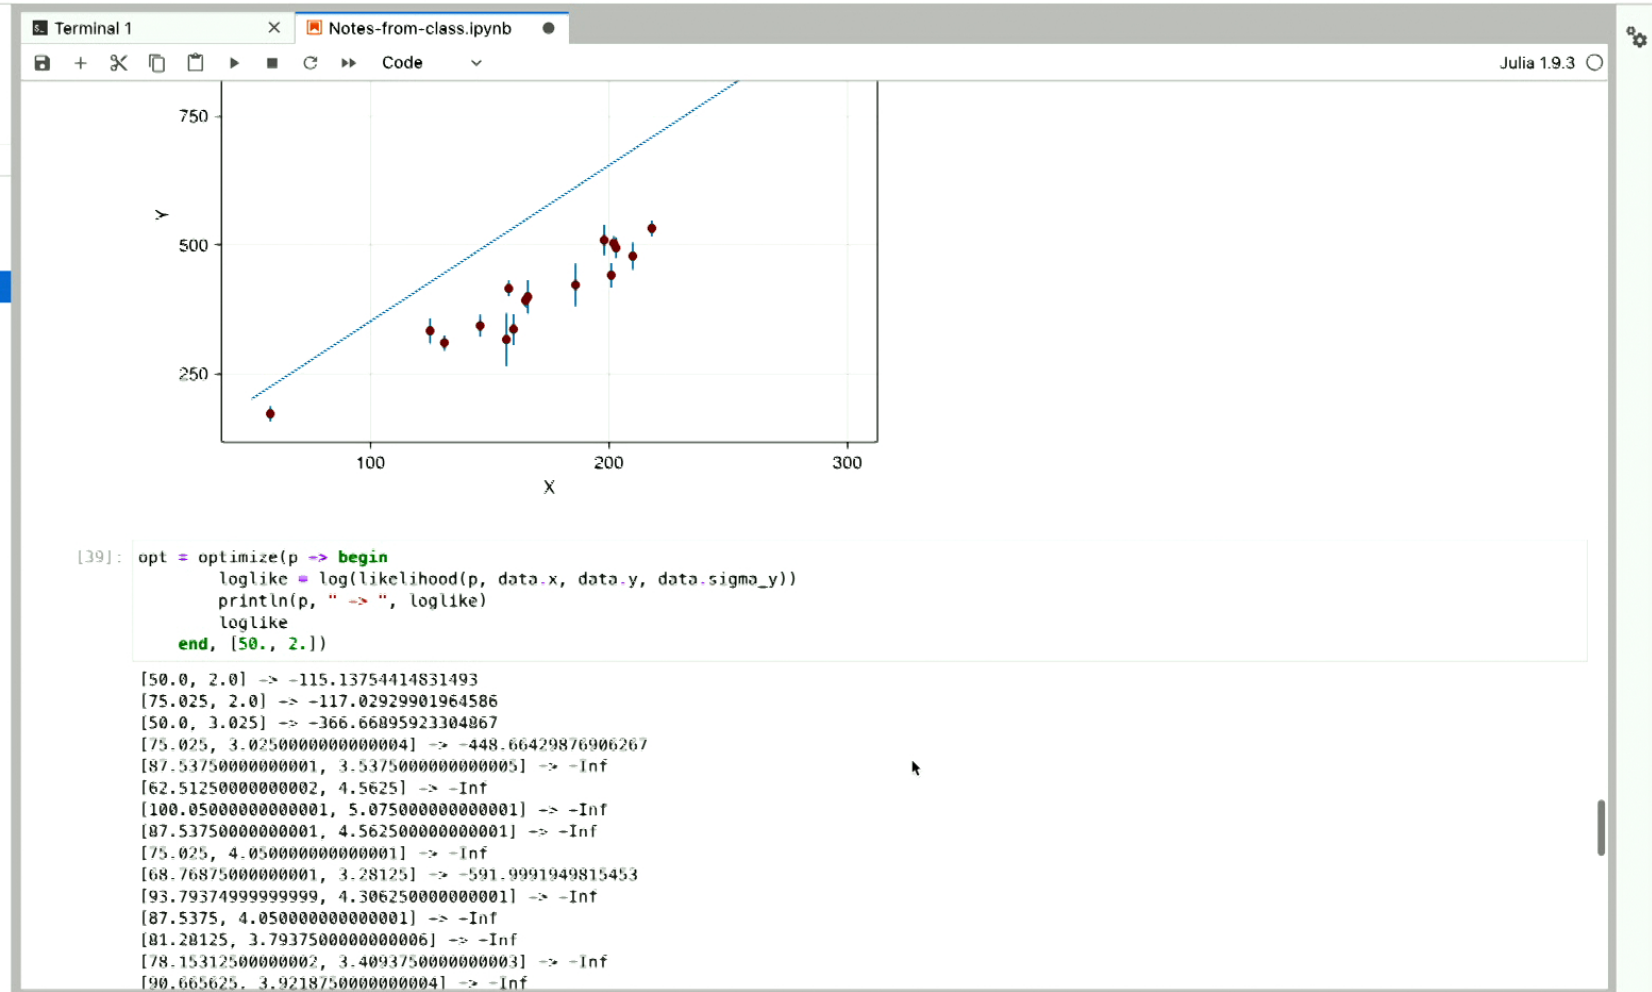 Terminal 1
Notes-from-class.ipynb
Code
Julia 1.9.3
750
500
250
Y
100 200 300
X
[39]: opt = optimize(p -> begin
loglike = log(likelihood(p, data.x, data.y, data.sigma_y))
println(p, " -> ", loglike)
loglike
end, [50., 2.])
[50.0, 2.0] -> -115.13754414831493
[75.025, 2.0] -> -117.02929901964586
[50.0, 3.025] -> -366.66895923304867
[75.025, 3.0250000000000004] -> -448.66429876906267
[87.53750000000001, 3.5375000000000005] -> -Inf
[62.51250000000002, 4.5625] -> -Inf
[100.05000000000001, 5.075000000000001] -> -Inf
[87.53750000000001, 4.562500000000001] -> -Inf
[75.025, 4.050000000000001] -> -Inf
[68.76875000000001, 3.28125] -> -591.9991949815453
[93.79374999999999, 4.306250000000001] -> -Inf
[87.5375, 4.050000000000001] -> -Inf
[81.28125, 3.7937500000000006] -> -Inf
[78.15312500000002, 3.4093750000000003] -> -Inf
[90.665625, 3.9218750000000004] -> -Inf